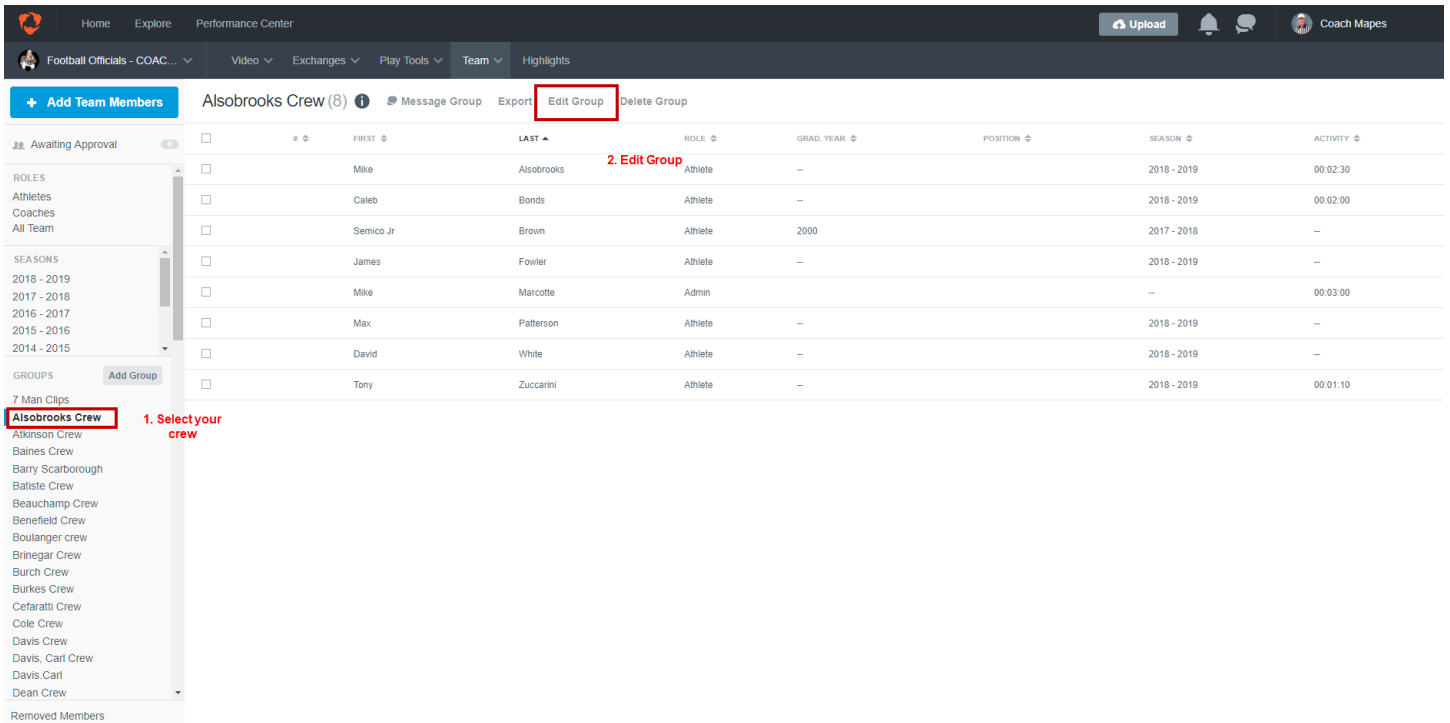 Home Explore Performance Center Upload Coach Mapes
Football Officials - COAC... Video Exchanges Play Tools Team Highlights
+ Add Team Members
Alsobrooks Crew (8) i Message Group Export Edit Group Delete Group
Awaiting Approval 0
# FIRST LAST ROLE GRAD. YEAR POSITION SEASON ACTIVITY
2. Edit Group
Mike Alsobrooks Athlete -- 2018 - 2019 00:02:30
Caleb Bonds Athlete -- 2018 - 2019 00:02:00
Semico Jr Brown Athlete 2000 2017 - 2018 --
James Fowler Athlete -- 2018 - 2019 --
Mike Marcotte Admin -- 00:03:00
Max Patterson Athlete -- 2018 - 2019 --
David White Athlete -- 2018 - 2019 --
Tony Zuccarini Athlete -- 2018 - 2019 00:01:10
ROLES
Athletes
Coaches
All Team
SEASONS
2018 - 2019
2017 - 2018
2016 - 2017
2015 - 2016
2014 - 2015
GROUPS Add Group
7 Man Clips
Alsobrooks Crew
1. Select your
crew
Atkinson Crew
Baines Crew
Barry Scarborough
Batiste Crew
Beauchamp Crew
Benefield Crew
Boulanger crew
Brinegar Crew
Burch Crew
Burkes Crew
Cefaratti Crew
Cole Crew
Davis Crew
Davis, Carl Crew
Davis.Carl
Dean Crew
Removed Members